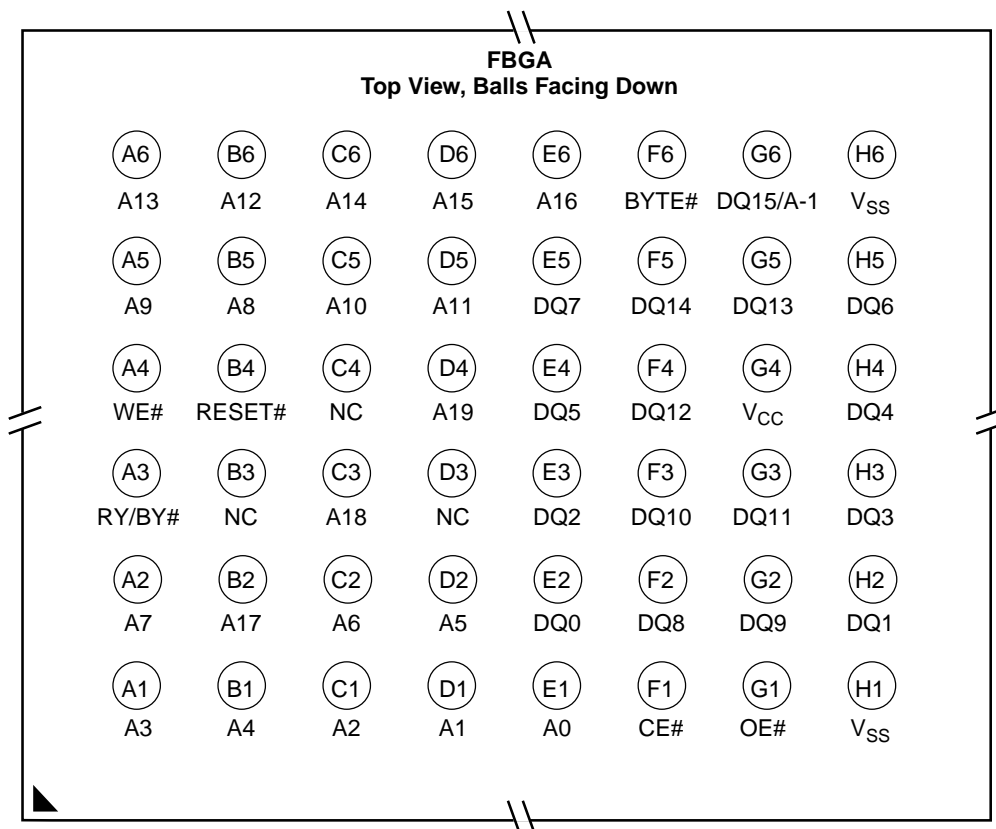 FBGA
Top View, Balls Facing Down
A6 B6 C6 D6 E6 F6 G6 H6
A13 A12 A14 A15 A16 BYTE# DQ15/A-1 VSS
A5 B5 C5 D5 E5 F5 G5 H5
A9 A8 A10 A11 DQ7 DQ14 DQ13 DQ6
A4 B4 C4 D4 E4 F4 G4 H4
WE# RESET# NC A19 DQ5 DQ12 VCC DQ4
A3 B3 C3 D3 E3 F3 G3 H3
RY/BY# NC A18 NC DQ2 DQ10 DQ11 DQ3
A2 B2 C2 D2 E2 F2 G2 H2
A7 A17 A6 A5 DQ0 DQ8 DQ9 DQ1
A1 B1 C1 D1 E1 F1 G1 H1
A3 A4 A2 A1 A0 CE# OE# VSS